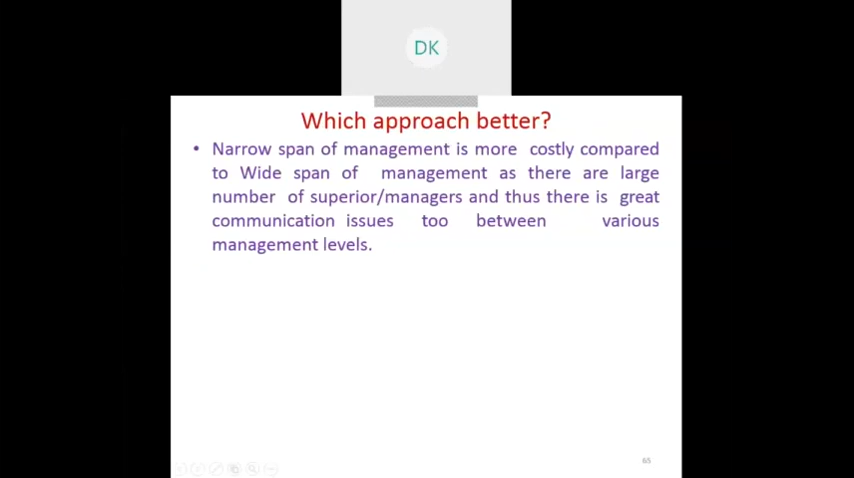 DK
Which approach better?
• Narrow span of management is more costly compared
to Wide span of management as there are large
number of superior/managers and thus there is great
communication issues too between various
management levels.
65